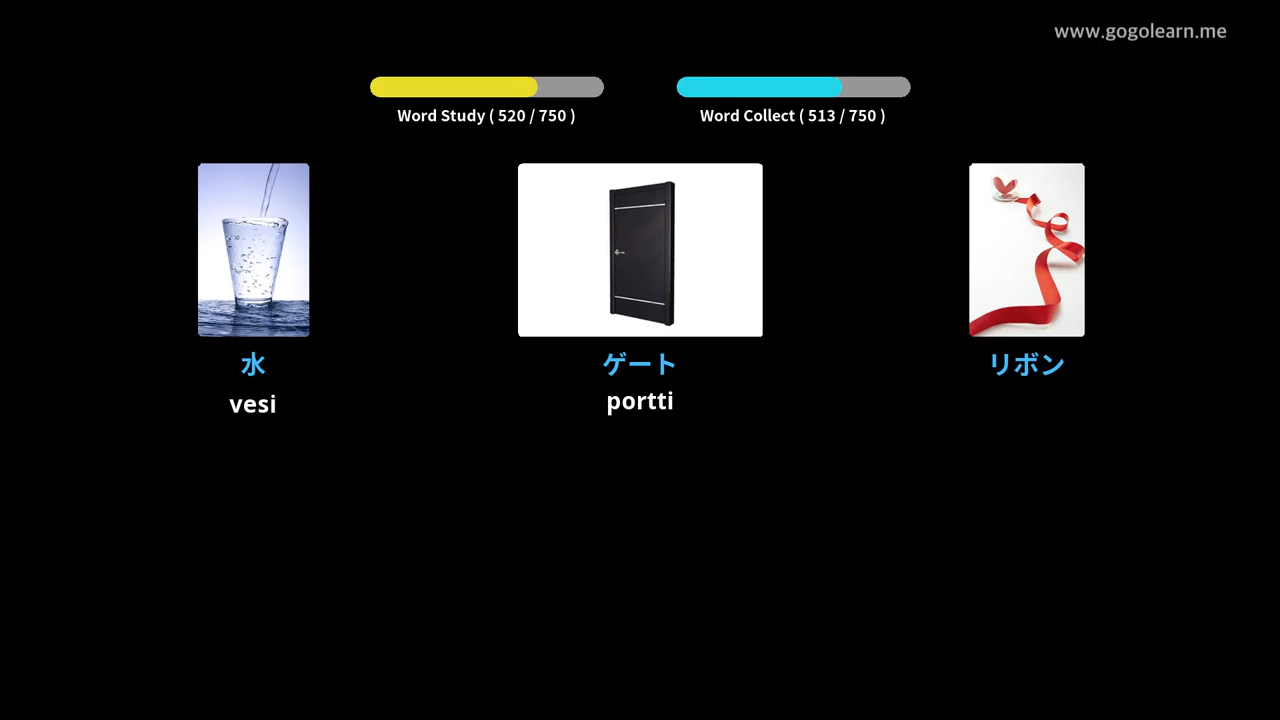 www.gogolearn.me
Word Study ( 520 / 750 )
Word Collect ( 513 / 750 )
水
ゲート
リボン
vesi
portti